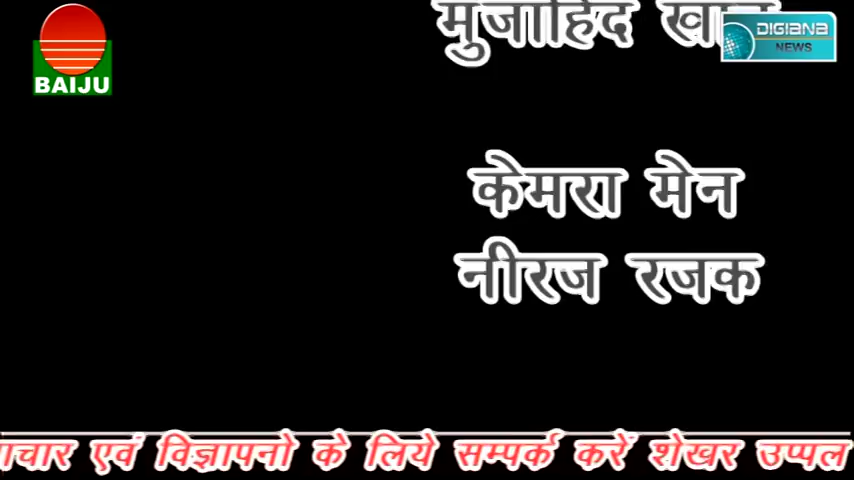 मुजाहिद खान
DIGIANA
NEWS
BAIJU
केमरा मेन
नीरज रजक
एवं विज्ञापनो के लिये सम्पर्क करें शेखर उप्पल